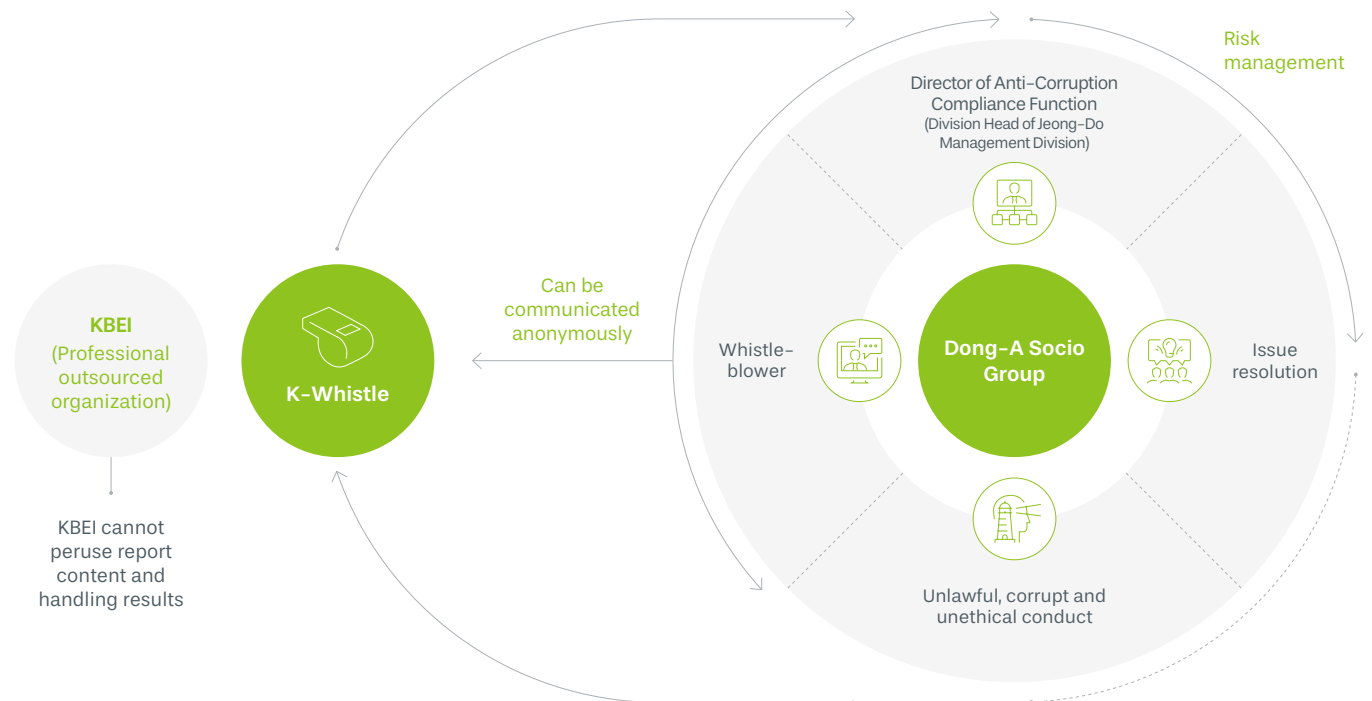 Risk
management
Director of Anti-Corruption
Compliance Function
(Division Head of Jeong-Do
Management Division)
KBEI
(Professional
outsourced
organization)
K-Whistle
Can be
communicated
anonymously
Whistle-
blower
Dong-A Socio
Group
Issue
resolution
KBEI cannot
peruse report
content and
handling results
Unlawful, corrupt and
unethical conduct